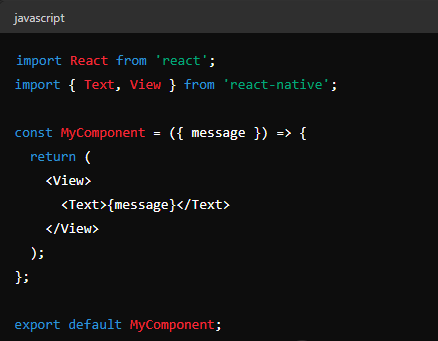 javascript
import React from 'react';
import { Text, View } from 'react-native';
const MyComponent = ({ message }) => {
  return (
    <View>
      <Text>{message}</Text>
    </View>
  );
};
export default MyComponent;